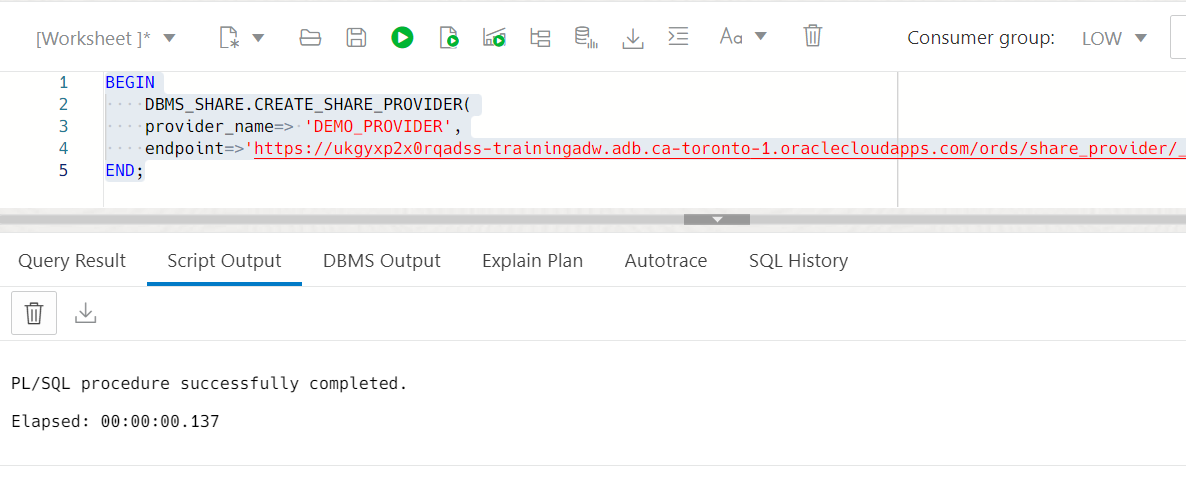 [Worksheet ]*
Aa
Consumer group: LOW
1 BEGIN
2 DBMS_SHARE.CREATE_SHARE_PROVIDER(
3 provider_name=> 'DEMO_PROVIDER',
4 endpoint=>'https://ukgyxp2x0rqadss-trainingadw.adb.ca-toronto-1.oraclecloudapps.com/ords/share_provider/_
5 END;
Query Result Script Output DBMS Output Explain Plan Autotrace SQL History
PL/SQL procedure successfully completed.
Elapsed: 00:00:00.137